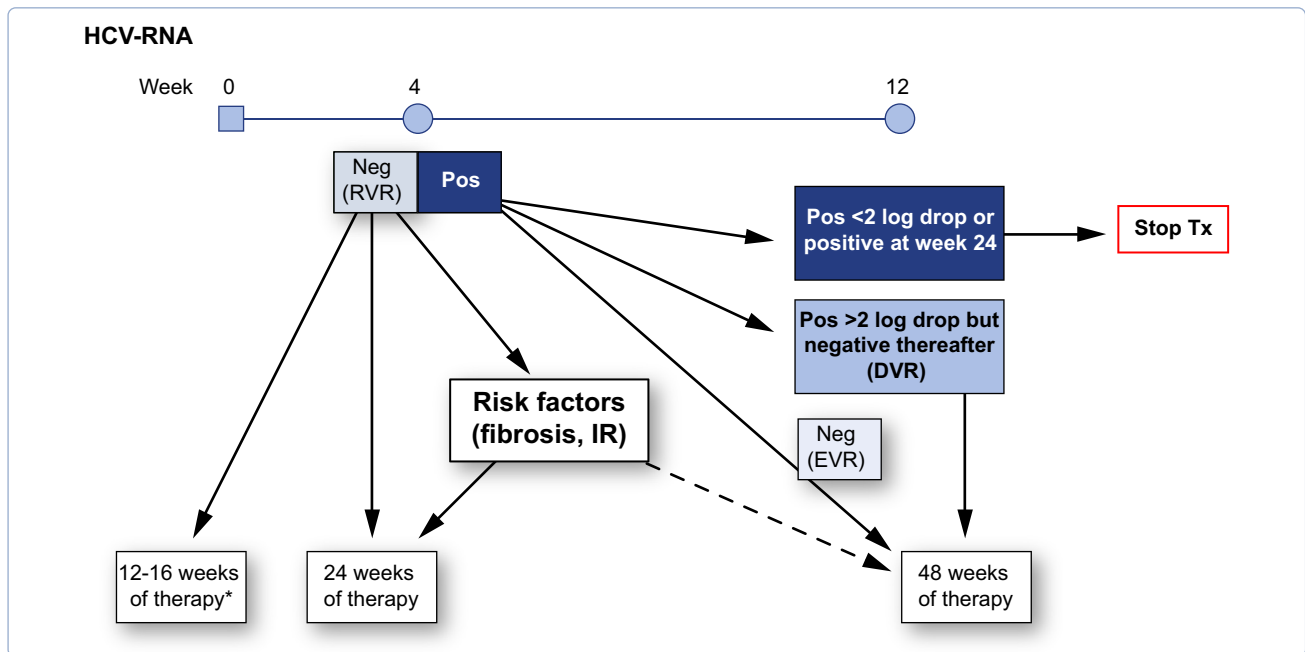 HCV-RNA
Week 0 4 12
Neg
(RVR)
Pos
Pos <2 log drop or
positive at week 24
Stop Tx
Pos >2 log drop but
negative thereafter
(DVR)
Risk factors
(fibrosis, IR)
Neg
(EVR)
12-16 weeks
of therapy*
24 weeks
of therapy
48 weeks
of therapy